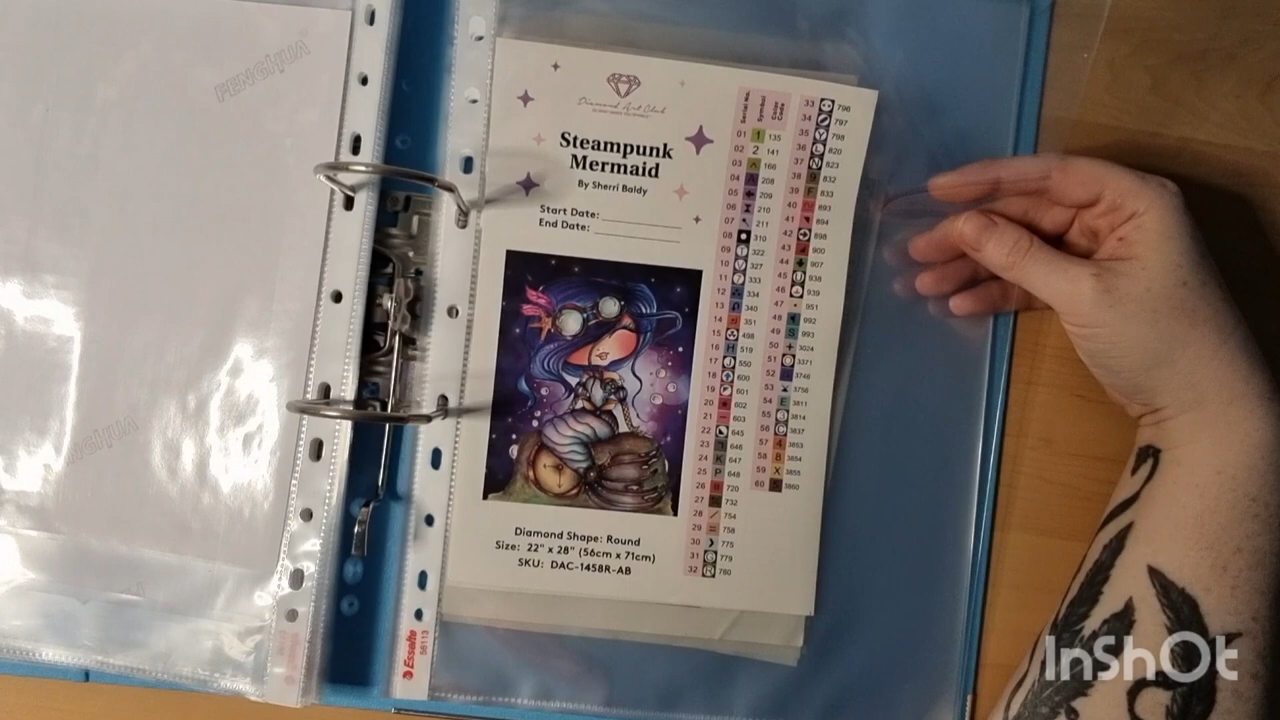 FENGHUA
Diamond Art Club
Steampunk
Mermaid
By Sherri Baldy
Start Date:
End Date:
Diamond Shape: Round
Size: 22" x 28" (56cm x 71cm)
SKU: DAC-1458R-AB
Serial No. Symbol Color Code
01 1 135
02 2 141
03 166
04 208
05 209
06 210
07 211
08 310
09 T 322
10 V 327
11 7 333
12 334
13 340
14 351
15 498
16 H 519
17 J 550
18 600
19 601
20 602
21 603
22 645
23 646
24 K 647
25 P 648
26 720
27 732
28 / 754
29 = 758
30 775
31 G 779
32 R 780
33 796
34 797
35 Y 798
36 L 820
37 N 823
38 9 832
39 F 833
40 893
41 894
42 898
43 900
44 907
45 U 938
46 939
47 951
48 992
49 S 993
50 3024
51 3371
52 3746
53 3756
54 E 3811
55 3 3814
56 C 3837
57 4 3853
58 8 3854
59 X 3855
60 5 3860
Esselte
56113
InShOt